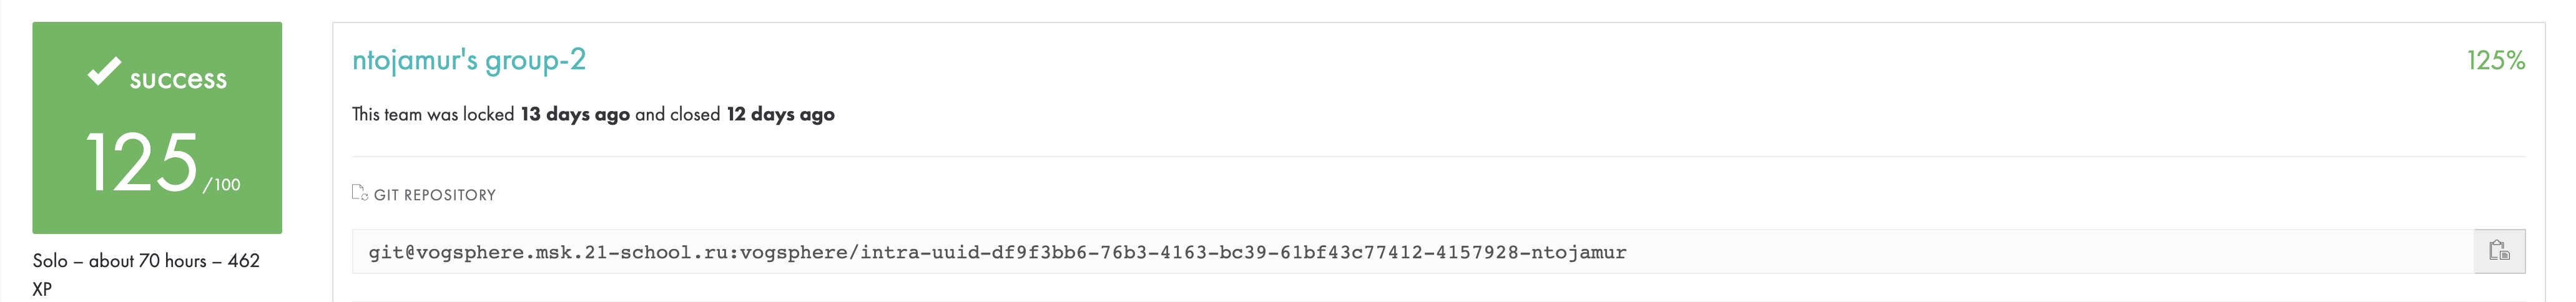 success
125 /100
Solo – about 70 hours – 462
XP
ntojamur's group-2
125%
This team was locked 13 days ago and closed 12 days ago
GIT REPOSITORY
git@vogsphere.msk.21-school.ru:vogsphere/intra-uuid-df9f3bb6-76b3-4163-bc39-61bf43c77412-4157928-ntojamur